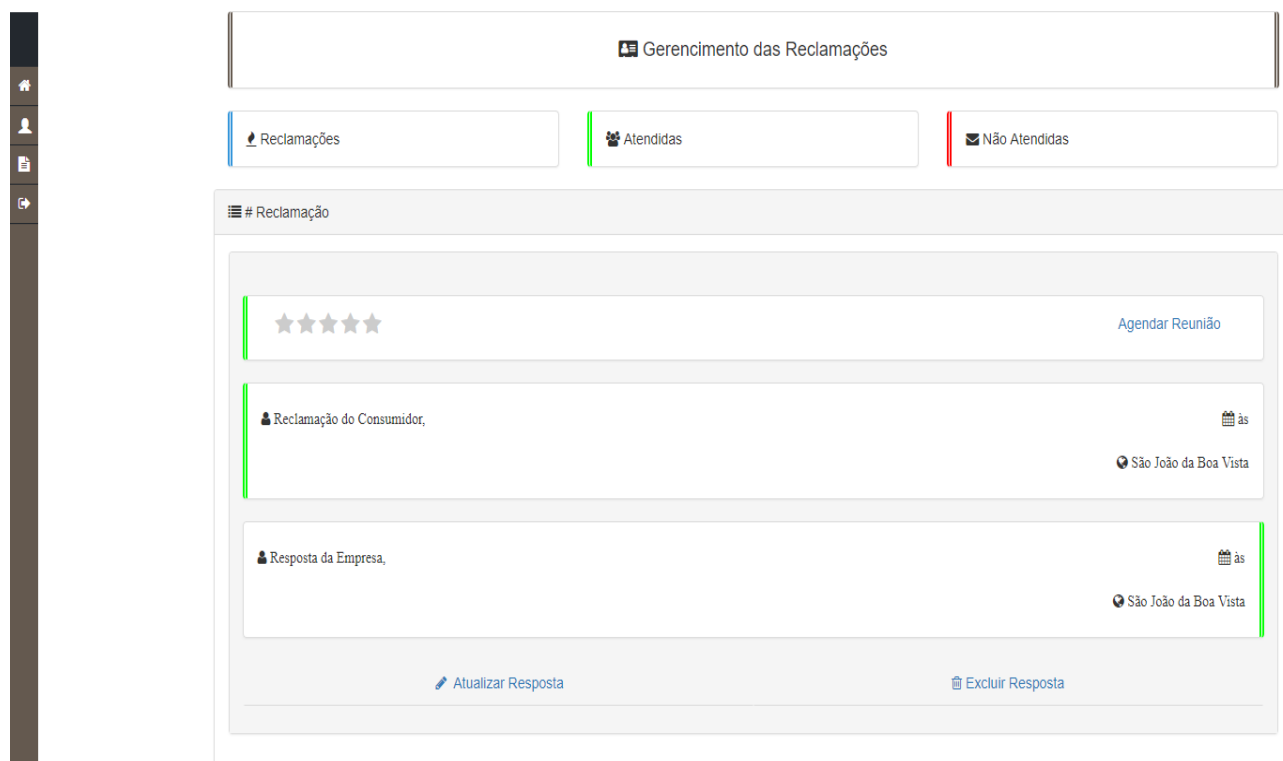 Gerencimento das Reclamações
Reclamações
Atendidas
Não Atendidas
# Reclamação
Agendar Reunião
Reclamação do Consumidor,
às
São João da Boa Vista
Resposta da Empresa,
às
São João da Boa Vista
Atualizar Resposta
Excluir Resposta